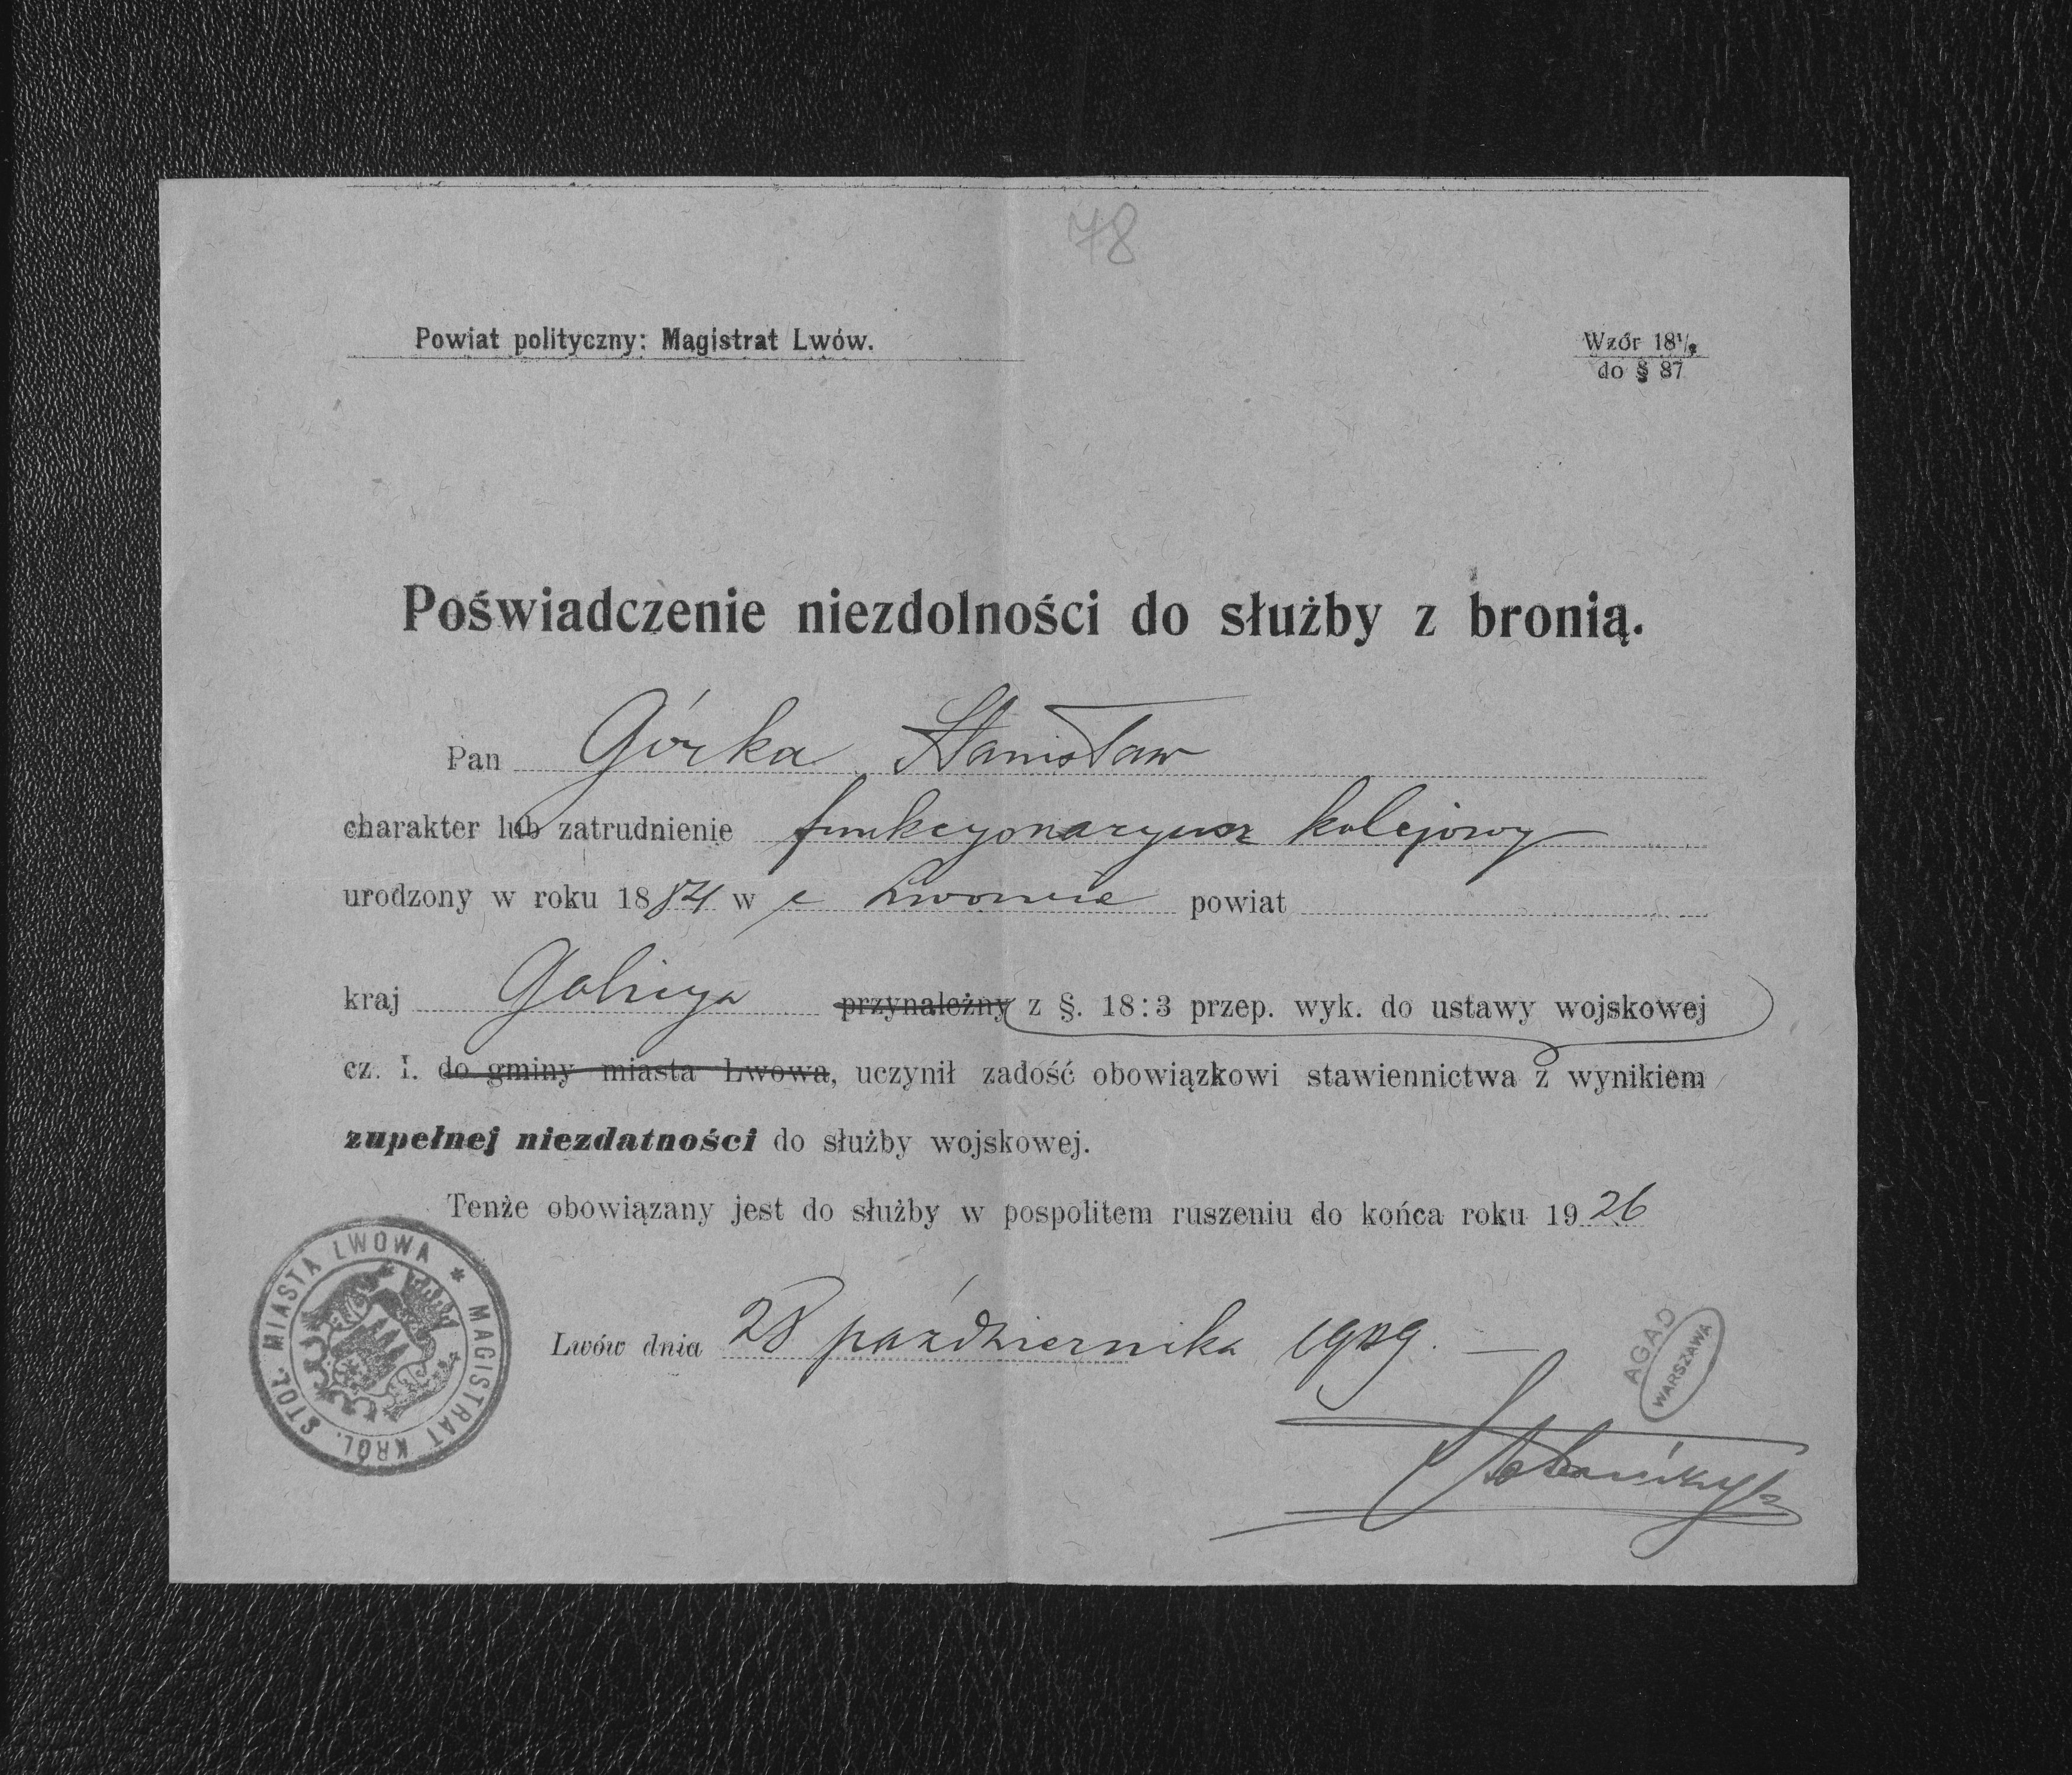 78
Powiat polityczny: Magistrat Lwów.
Wzór 18½
do § 87
Poświadczenie niezdolności do służby z bronią.
Pan Górka Stanisław
charakter lub zatrudnienie funkcyonaryusz kolejowy
urodzony w roku 1884 w e Lwowie powiat
kraj Galicya przynależny z §. 18:3 przep. wyk. do ustawy wojskowej
cz. I. do gminy miasta Lwowa, uczynił zadość obowiązkowi stawiennictwa z wynikiem
zupełnej niezdatności do służby wojskowej.
Tenże obowiązany jest do służby w pospolitem ruszeniu do końca roku 1926
Lwów dnia 28 października 1909.
MAGISTRAT KRÓL. STOŁ. MIASTA LWOWA *
A.G.A.D
WARSZAWA